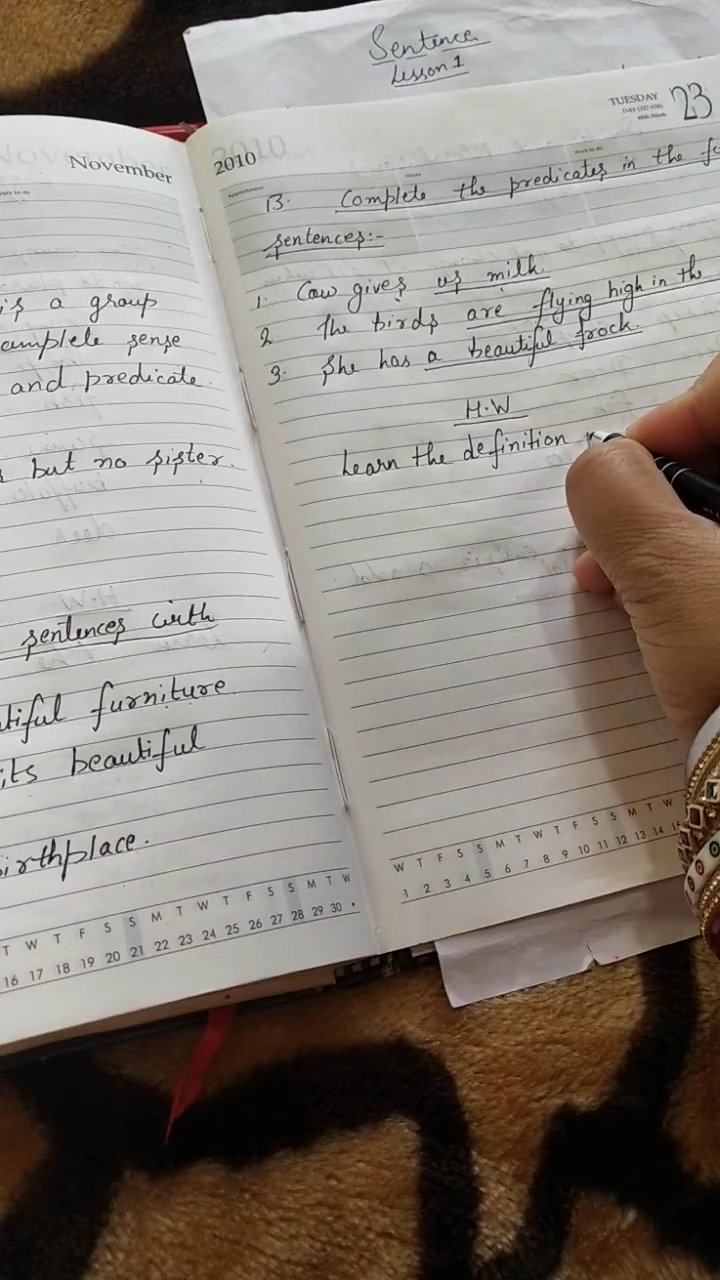 Sentence
Lesson 1
November
is a group
complete sense
and predicate.
but no sister.
sentences with
tiful furniture
its beautiful
birthplace.
T W T F S S M T W T F S S M T W
16 17 18 19 20 21 22 23 24 25 26 27 28 29 30 •
2010
TUESDAY 23
B. Complete the predicates in the fo
sentences:-
1. Cow gives us milk.
2. The birds are flying high in the
3. She has a beautiful frock.
H.W
Learn the definition
W T F S S M T W T F S S M T W
1 2 3 4 5 6 7 8 9 10 11 12 13 14 15